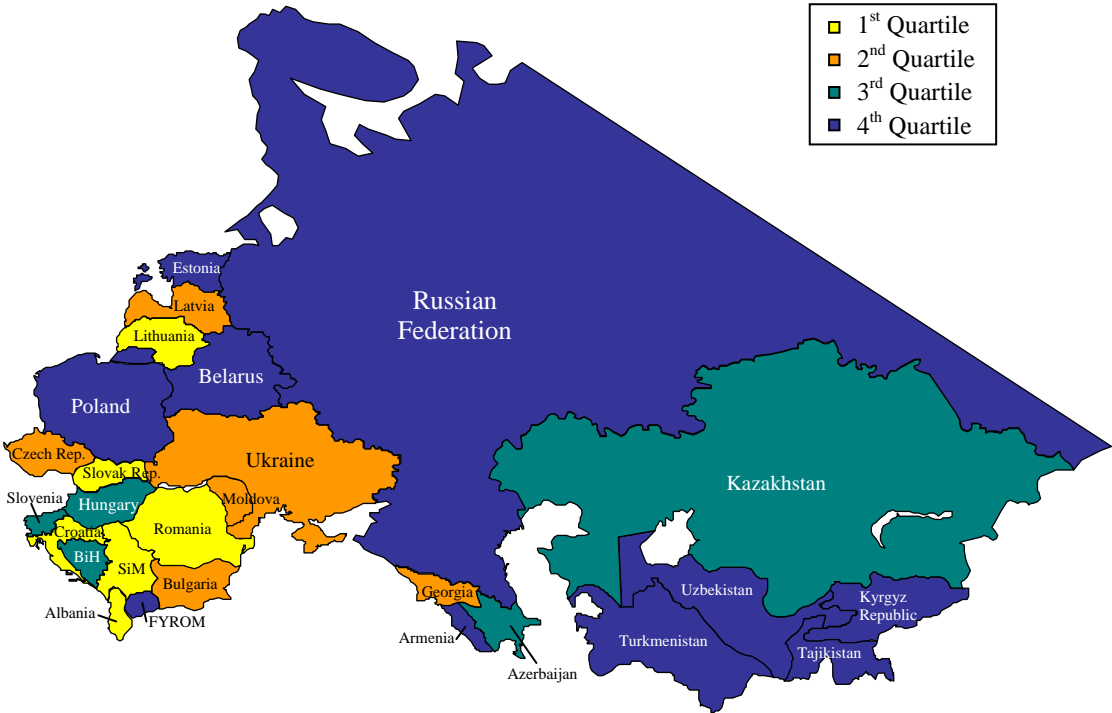 1st Quartile
2nd Quartile
3rd Quartile
4th Quartile
Estonia
Latvia
Lithuania
Russian
Federation
Belarus
Poland
Czech Rep.
Slovak Rep.
Ukraine
Kazakhstan
Slovenia
Hungary
Moldova
Croatia
Romania
BiH
SiM
Bulgaria
Albania
FYROM
Georgia
Armenia
Azerbaijan
Uzbekistan
Kyrgyz
Republic
Turkmenistan
Tajikistan